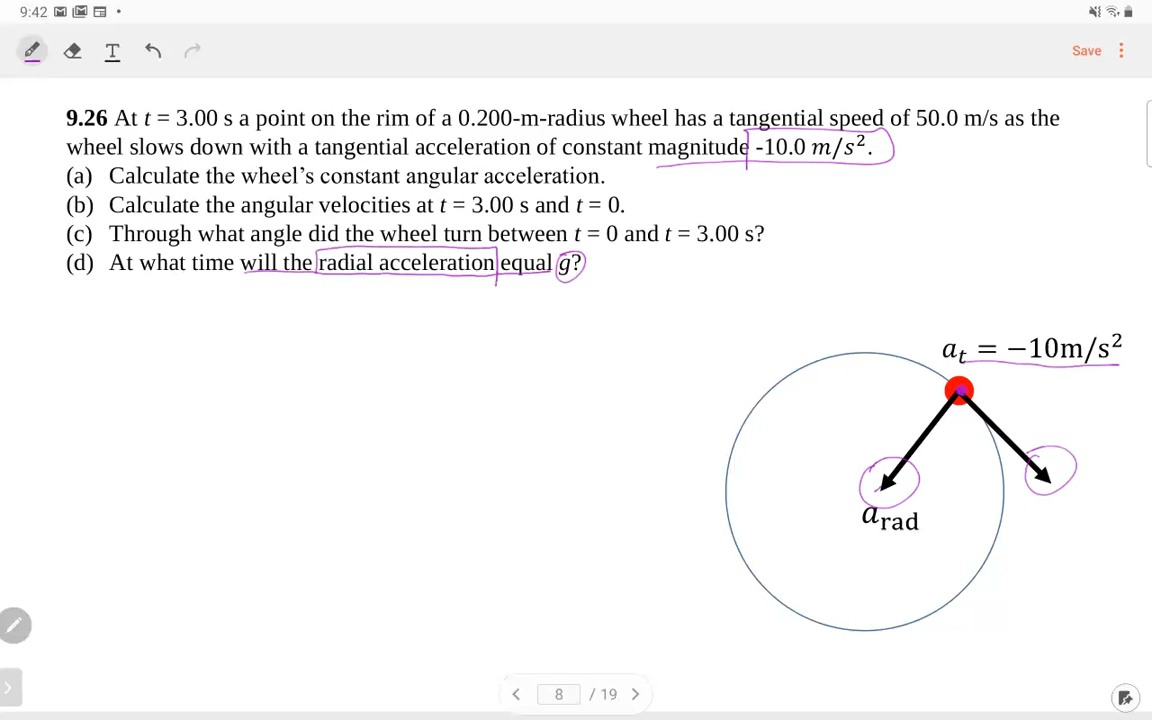 9:42
Save
9.26 At t = 3.00 s a point on the rim of a 0.200-m-radius wheel has a tangential speed of 50.0 m/s as the
wheel slows down with a tangential acceleration of constant magnitude -10.0 m/s².
(a) Calculate the wheel’s constant angular acceleration.
(b) Calculate the angular velocities at t = 3.00 s and t = 0.
(c) Through what angle did the wheel turn between t = 0 and t = 3.00 s?
(d) At what time will the radial acceleration equal g?
aₜ = −10m/s²
a_rad
8 / 19